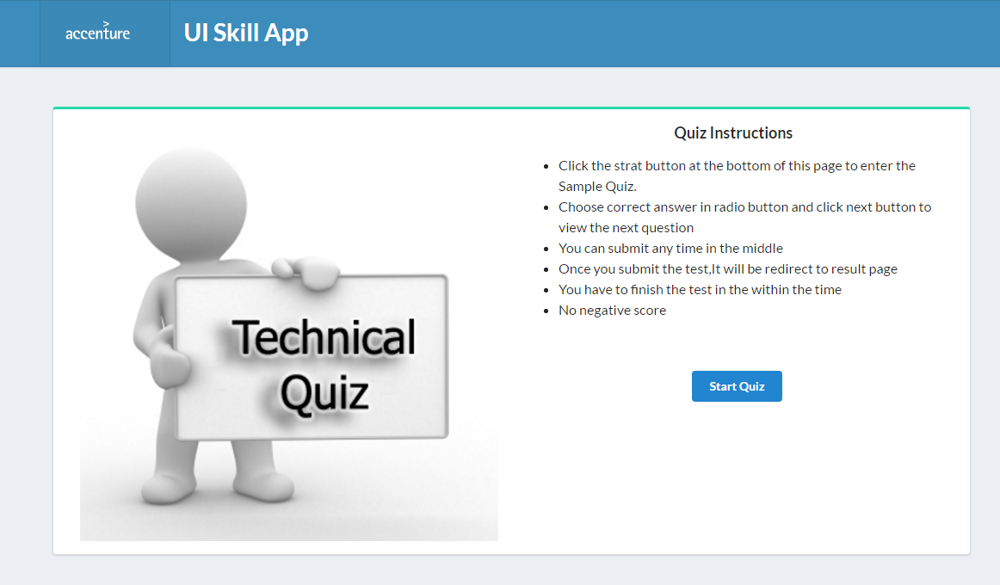 accenture
UI Skill App
Quiz Instructions
Click the strat button at the bottom of this page to enter the
Sample Quiz.
Choose correct answer in radio button and click next button to
view the next question
You can submit any time in the middle
Once you submit the test,It will be redirect to result page
You have to finish the test in the within the time
No negative score
Technical
Quiz
Start Quiz